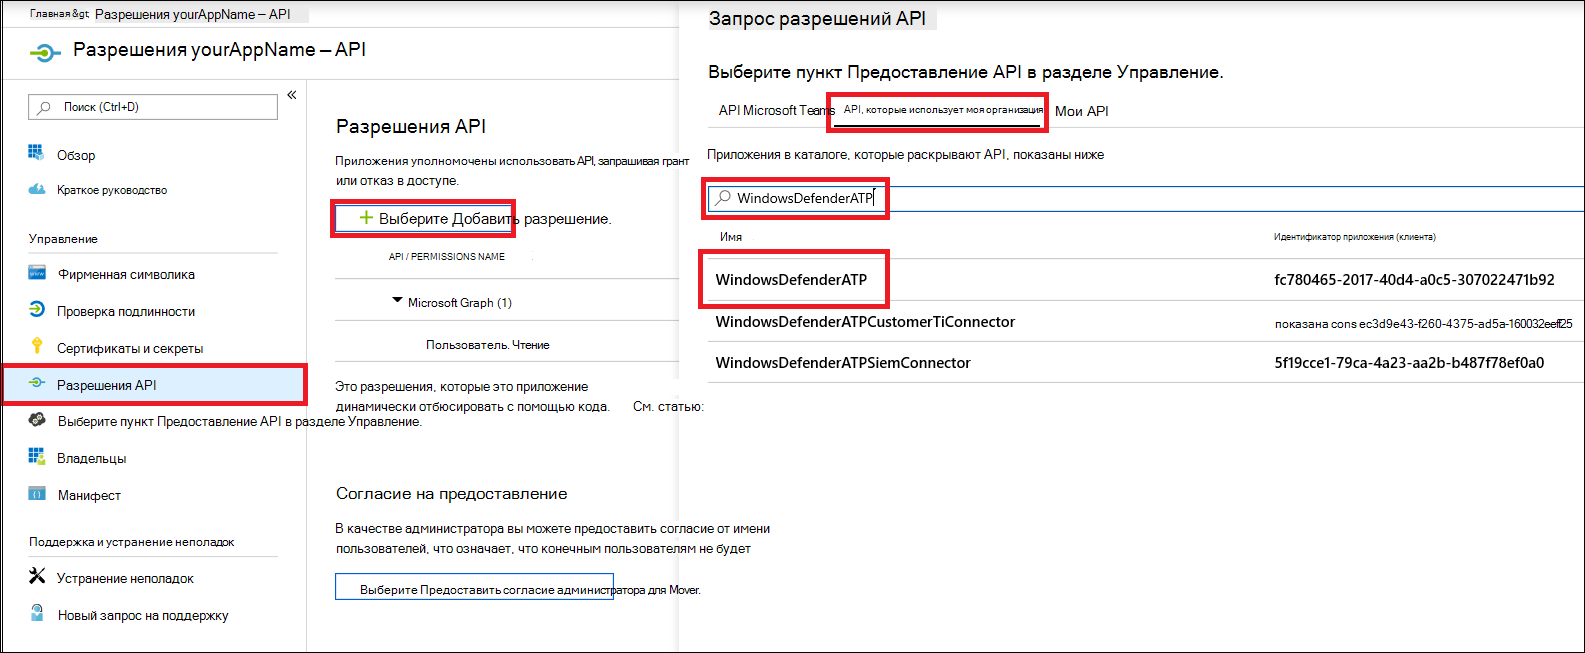 Главная &gt; Разрешения yourAppName – API
Разрешения yourAppName – API
Поиск (Ctrl+D)
«
Обзор
Краткое руководство
Управление
Фирменная символика
Проверка подлинности
Сертификаты и секреты
Разрешения API
Выберите пункт Предоставление API в разделе Управление.
Владельцы
Манифест
Поддержка и устранение неполадок
Устранение неполадок
Новый запрос на поддержку
Разрешения API
Приложения уполномочены использовать API, запрашивая грант
или отказ в доступе.
+ Выберите Добавить разрешение.
API / PERMISSIONS NAME
Microsoft Graph (1)
Пользователь. Чтение
Это разрешения, которые это приложение
динамически отбюсировать с помощью кода. См. статью:
Согласие на предоставление
В качестве администратора вы можете предоставить согласие от имени
пользователей, что означает, что конечным пользователям не будет
Выберите Предоставить согласие администратора для Mover.
Запрос разрешений API
Выберите пункт Предоставление API в разделе Управление.
API Microsoft Teams API, которые использует моя организация Мои API
Приложения в каталоге, которые раскрывают API, показаны ниже
WindowsDefenderATP
Имя Идентификатор приложения (клиента)
WindowsDefenderATP fc780465-2017-40d4-a0c5-307022471b92
WindowsDefenderATPCustomerTiConnector показана cons ec3d9e43-f260-4375-ad5a-160032eeff25
WindowsDefenderATPSiemConnector 5f19cce1-79ca-4a23-aa2b-b487f78ef0a0